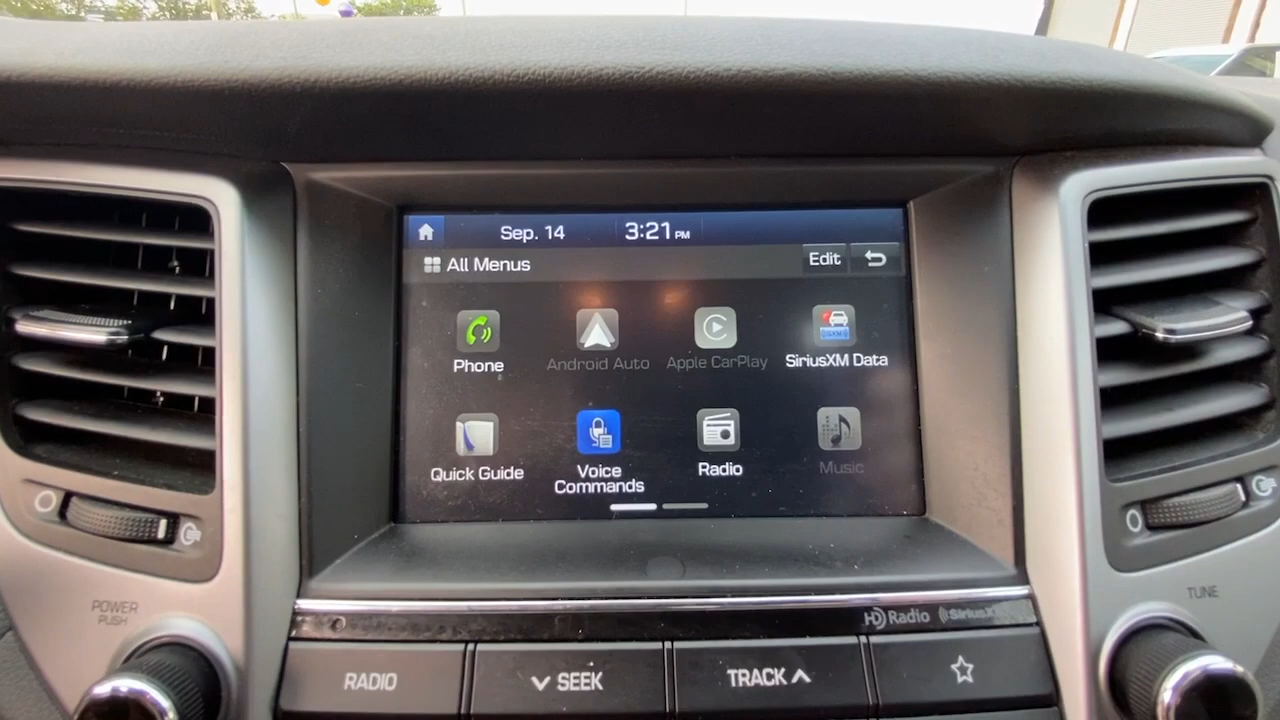 Sep. 14 3:21 PM
All Menus Edit
Phone Android Auto Apple CarPlay SiriusXM Data
Quick Guide Voice Commands Radio Music
POWER
PUSH
TUNE
HD Radio
RADIO SEEK TRACK